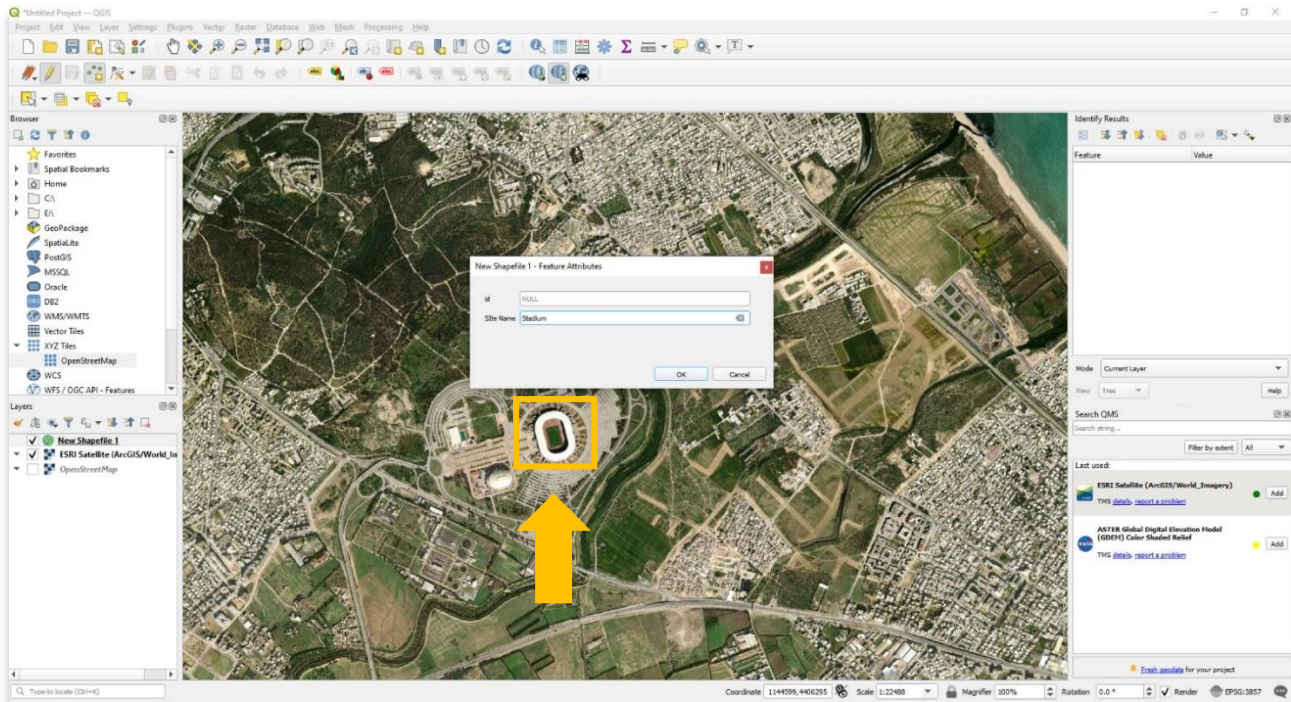 *Untitled Project — QGIS
Project Edit View Layer Settings Plugins Vector Raster Database Web Mesh Processing Help
Browser
Favorites
Spatial Bookmarks
Home
C:\
E:\
GeoPackage
SpatiaLite
PostGIS
MSSQL
Oracle
DB2
WMS/WMTS
Vector Tiles
XYZ Tiles
OpenStreetMap
WCS
WFS / OGC API - Features
Layers
New Shapefile 1
ESRI Satellite (ArcGIS/World_In
OpenStreetMap
New Shapefile 1 - Feature Attributes
id NULL
SIte Name Stadium
OK Cancel
Identify Results
Feature Value
Mode Current Layer
View Tree Help
Search QMS
Search string...
Filter by extent All
Last used:
ESRI Satellite (ArcGIS/World_Imagery)
TMS details, report a problem
Add
ASTER Global Digital Elevation Model
(GDEM) Color Shaded Relief
TMS details, report a problem
Add
Fresh geodata for your project
Type to locate (Ctrl+K) Coordinate 1144599,4406295 Scale 1:22488 Magnifier 100% Rotation 0.0 ° Render EPSG:3857